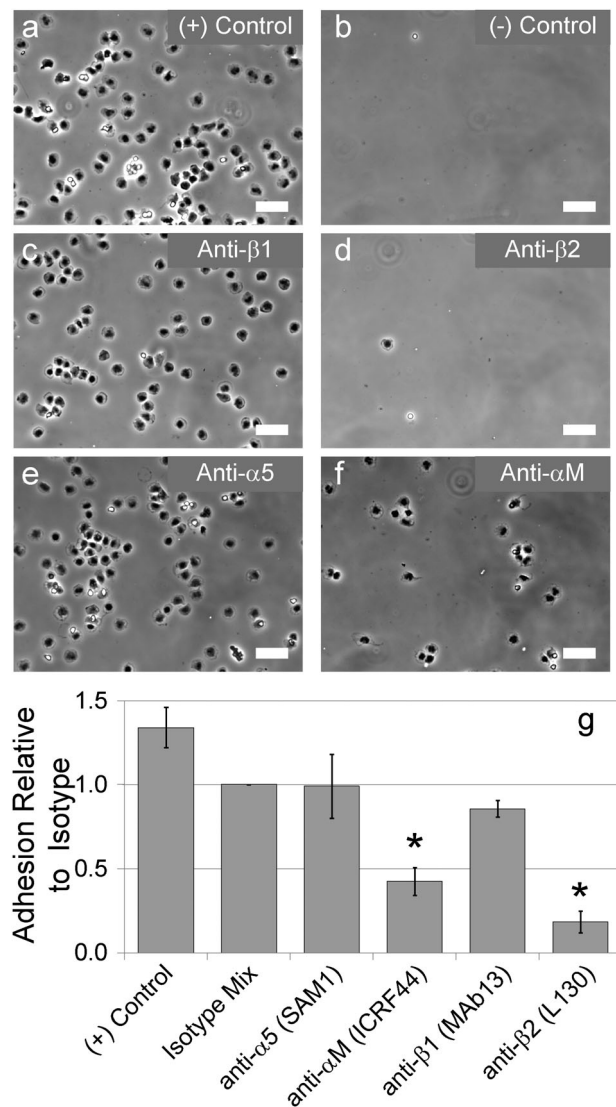 a (+) Control
b (-) Control
c Anti-β1
d Anti-β2
e Anti-α5
f Anti-αM
g
1.5
1.0
0.5
0.0
Adhesion Relative
to Isotype
*
*
(+) Control
Isotype Mix
anti-α5 (SAM1)
anti-αM (ICRF44)
anti-β1 (MAb13)
anti-β2 (L130)